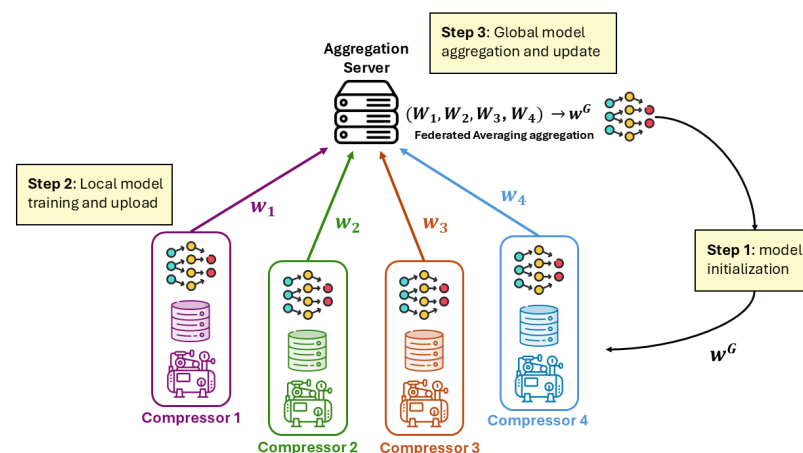 Step 3: Global model
aggregation and update
Aggregation
Server
(W₁, W₂, W₃, W₄) → w^G
Federated Averaging aggregation
Step 2: Local model
training and upload
w₁
w₂
w₃
w₄
Step 1: model
initialization
w^G
Compressor 1
Compressor 2
Compressor 3
Compressor 4